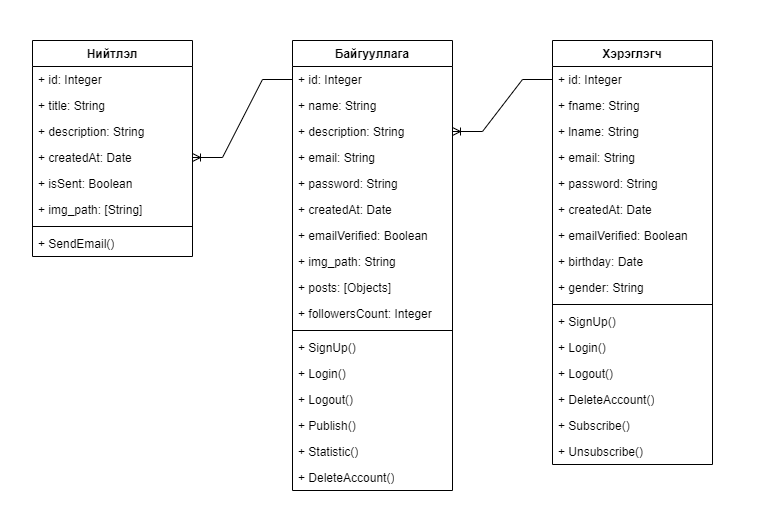 Нийтлэл
+ id: Integer
+ title: String
+ description: String
+ createdAt: Date
+ isSent: Boolean
+ img_path: [String]
+ SendEmail()
Байгууллага
+ id: Integer
+ name: String
+ description: String
+ email: String
+ password: String
+ createdAt: Date
+ emailVerified: Boolean
+ img_path: String
+ posts: [Objects]
+ followersCount: Integer
+ SignUp()
+ Login()
+ Logout()
+ Publish()
+ Statistic()
+ DeleteAccount()
Хэрэглэгч
+ id: Integer
+ fname: String
+ lname: String
+ email: String
+ password: String
+ createdAt: Date
+ emailVerified: Boolean
+ birthday: Date
+ gender: String
+ SignUp()
+ Login()
+ Logout()
+ DeleteAccount()
+ Subscribe()
+ Unsubscribe()